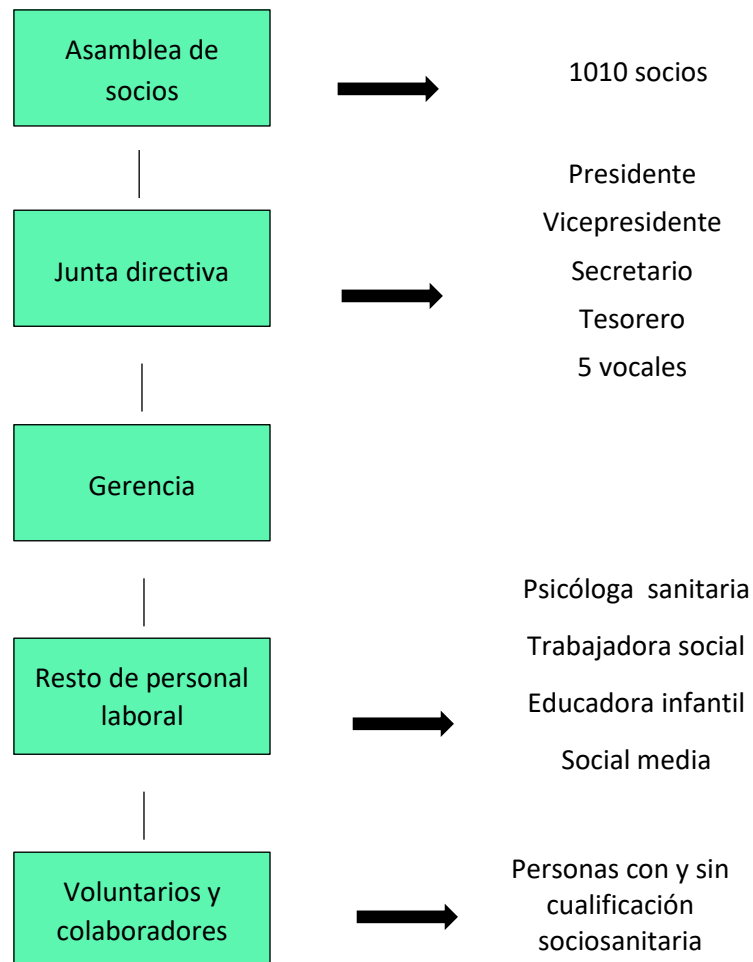 Asamblea de
socios
1010 socios
Junta directiva
Presidente
Vicepresidente
Secretario
Tesorero
5 vocales
Gerencia
Resto de personal
laboral
Psicóloga  sanitaria
Trabajadora social
Educadora infantil
Social media
Voluntarios y
colaboradores
Personas con y sin
cualificación
sociosanitaria